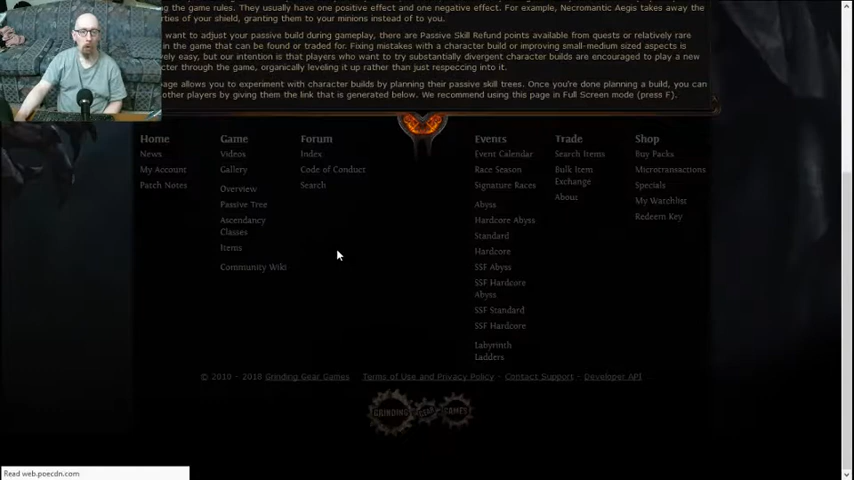 They usually have one positive effect and one negative effect. For example, Necromantic Aegis takes away the
of your shield, granting them to your minions instead of to you.
want to adjust your passive build during gameplay, there are Passive Skill Refund points available from quests or relatively rare
in the game that can be found or traded for. Fixing mistakes with a character build or improving small-medium sized aspects is
easy, but our intention is that players who want to try substantially divergent character builds are encouraged to play a new
through the game, organically leveling it up rather than just respeccing into it.
page allows you to experiment with character builds by planning their passive skill trees. Once you're done planning a build, you can
other players by giving them the link that is generated below. We recommend using this page in Full Screen mode (press F).
Home
News
My Account
Patch Notes
Game
Videos
Gallery
Overview
Passive Tree
Ascendancy
Classes
Items
Community Wiki
Forum
Index
Code of Conduct
Search
Events
Event Calendar
Race Season
Signature Races
Abyss
Hardcore Abyss
Standard
Hardcore
SSF Abyss
SSF Hardcore
Abyss
SSF Standard
SSF Hardcore
Labyrinth
Ladders
Trade
Search Items
Bulk Item
Exchange
About
Shop
Buy Packs
Microtransactions
Specials
My Watchlist
Redeem Key
© 2010 - 2018 Grinding Gear Games Terms of Use and Privacy Policy - Contact Support - Developer API
GRINDING GEAR GAMES
Read web.poecdn.com